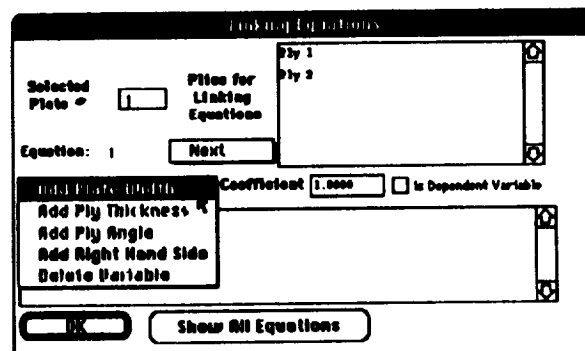 Linking Equations
Selected Plate #
1
Plies for Linking Equations
Ply 1
Ply 2
Equation: 1
Next
Add Plate Width
Add Ply Thickness
Add Ply Angle
Add Right Hand Side
Delete Variable
Coefficient 1.0000
Is Dependent Variable
OK
Show All Equations